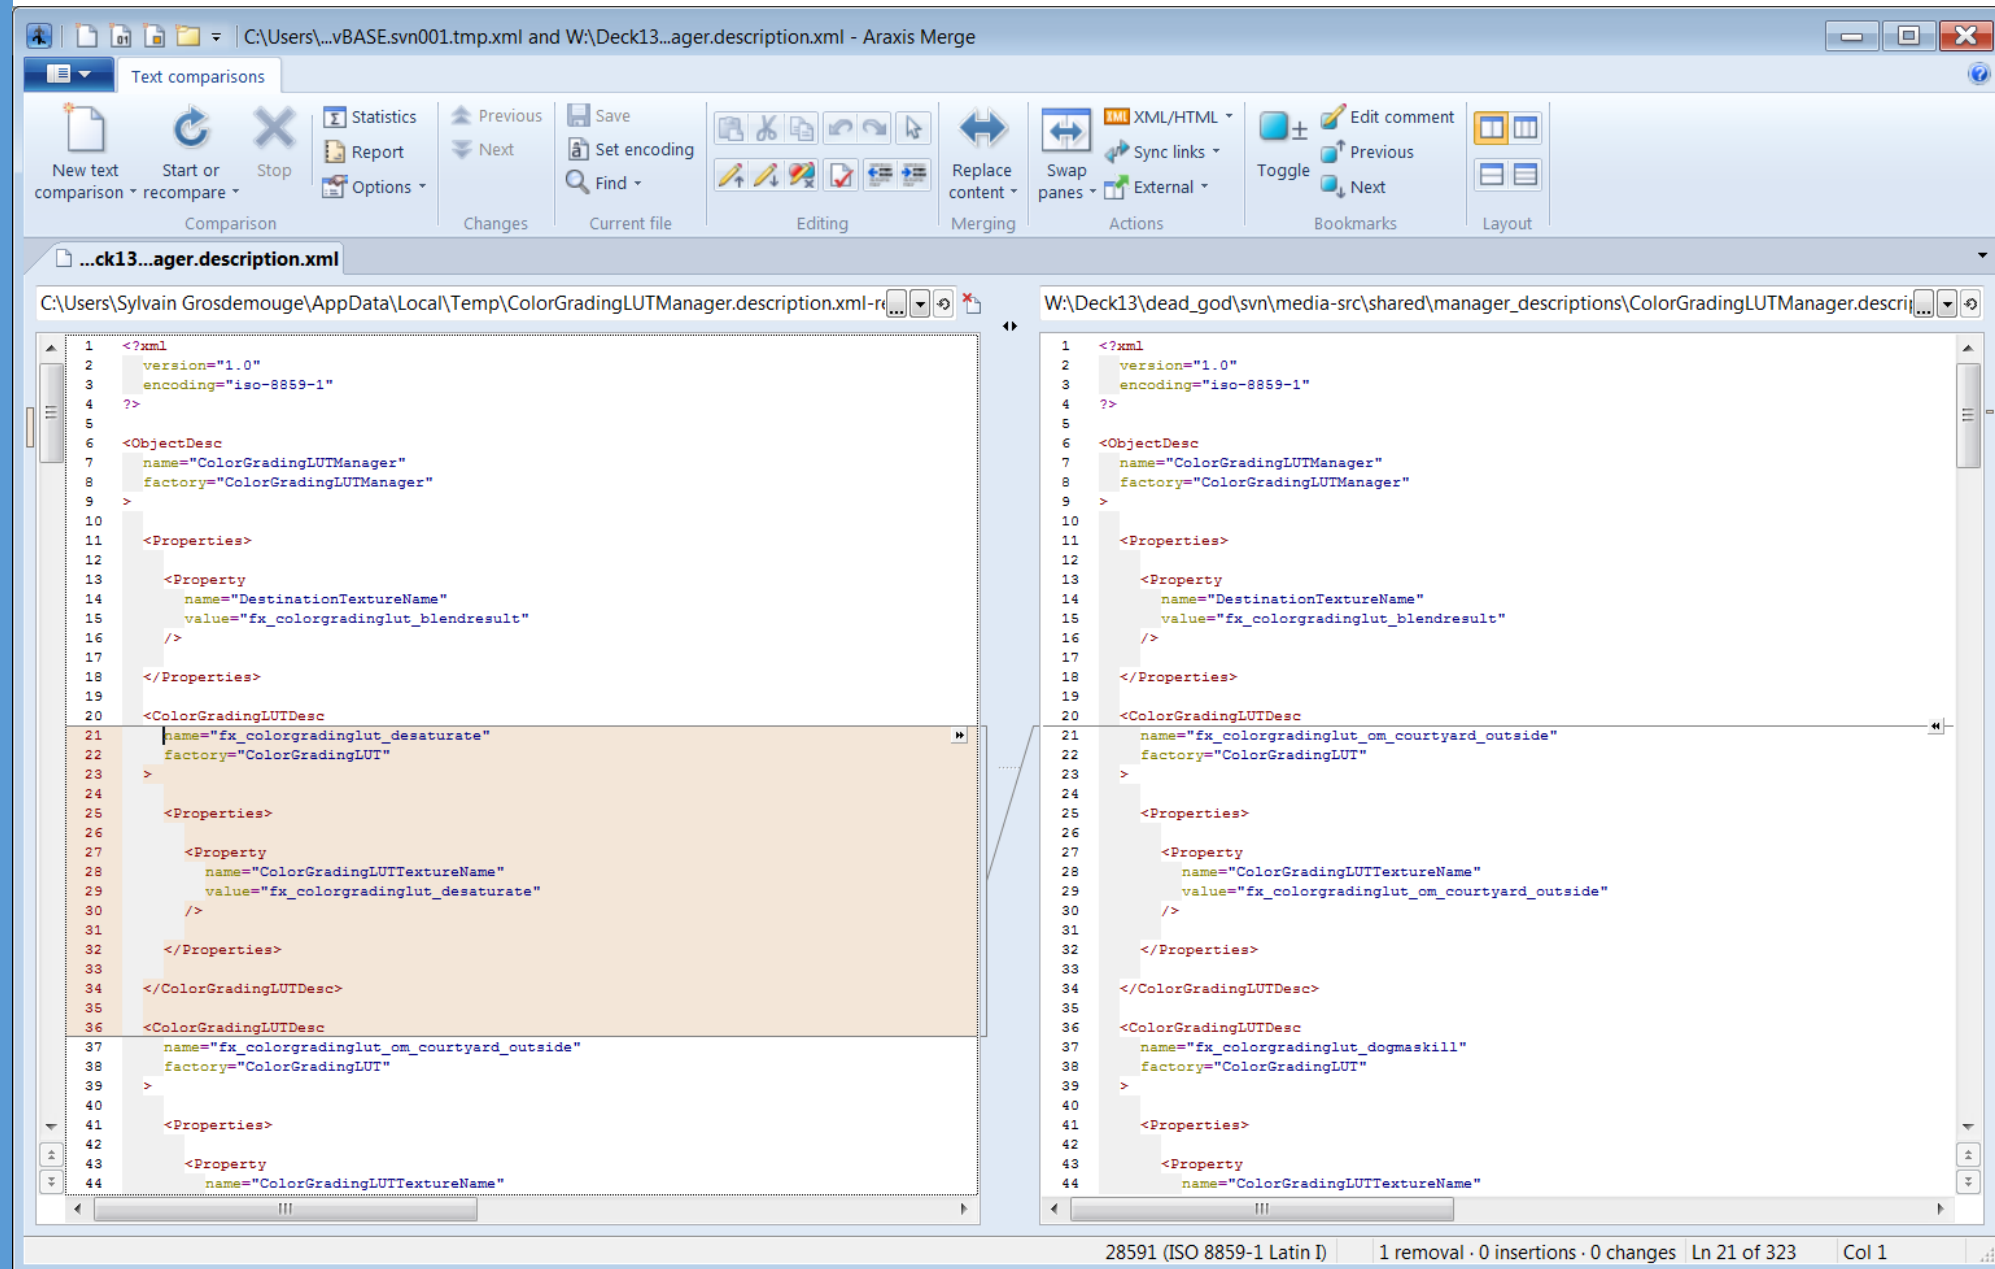 C:\Users\...vBASE.svn001.tmp.xml and W:\Deck13...ager.description.xml - Araxis Merge
Text comparisons
New text comparison
Start or recompare
Stop
Statistics
Report
Options
Comparison
Previous
Next
Changes
Save
Set encoding
Find
Current file
Editing
Replace content
Merging
Swap panes
XML/HTML
Sync links
External
Actions
Toggle
Edit comment
Previous
Next
Bookmarks
Layout
...ck13...ager.description.xml
C:\Users\Sylvain Grosdemouge\AppData\Local\Temp\ColorGradingLUTManager.description.xml-re
...
1 <?xml
2 version="1.0"
3 encoding="iso-8859-1"
4 ?>
5
6 <ObjectDesc
7 name="ColorGradingLUTManager"
8 factory="ColorGradingLUTManager"
9 >
10
11 <Properties>
12
13 <Property
14 name="DestinationTextureName"
15 value="fx_colorgradinglut_blendresult"
16 />
17
18 </Properties>
19
20 <ColorGradingLUTDesc
21 name="fx_colorgradinglut_desaturate"
22 factory="ColorGradingLUT"
23 >
24
25 <Properties>
26
27 <Property
28 name="ColorGradingLUTTextureName"
29 value="fx_colorgradinglut_desaturate"
30 />
31
32 </Properties>
33
34 </ColorGradingLUTDesc>
35
36 <ColorGradingLUTDesc
37 name="fx_colorgradinglut_om_courtyard_outside"
38 factory="ColorGradingLUT"
39 >
40
41 <Properties>
42
43 <Property
44 name="ColorGradingLUTTextureName"
W:\Deck13\dead_god\svn\media-src\shared\manager_descriptions\ColorGradingLUTManager.descrip
...
1 <?xml
2 version="1.0"
3 encoding="iso-8859-1"
4 ?>
5
6 <ObjectDesc
7 name="ColorGradingLUTManager"
8 factory="ColorGradingLUTManager"
9 >
10
11 <Properties>
12
13 <Property
14 name="DestinationTextureName"
15 value="fx_colorgradinglut_blendresult"
16 />
17
18 </Properties>
19
20 <ColorGradingLUTDesc
21 name="fx_colorgradinglut_om_courtyard_outside"
22 factory="ColorGradingLUT"
23 >
24
25 <Properties>
26
27 <Property
28 name="ColorGradingLUTTextureName"
29 value="fx_colorgradinglut_om_courtyard_outside"
30 />
31
32 </Properties>
33
34 </ColorGradingLUTDesc>
35
36 <ColorGradingLUTDesc
37 name="fx_colorgradinglut_dogmaskill"
38 factory="ColorGradingLUT"
39 >
40
41 <Properties>
42
43 <Property
44 name="ColorGradingLUTTextureName"
28591 (ISO 8859-1 Latin I)
1 removal · 0 insertions · 0 changes
Ln 21 of 323
Col 1